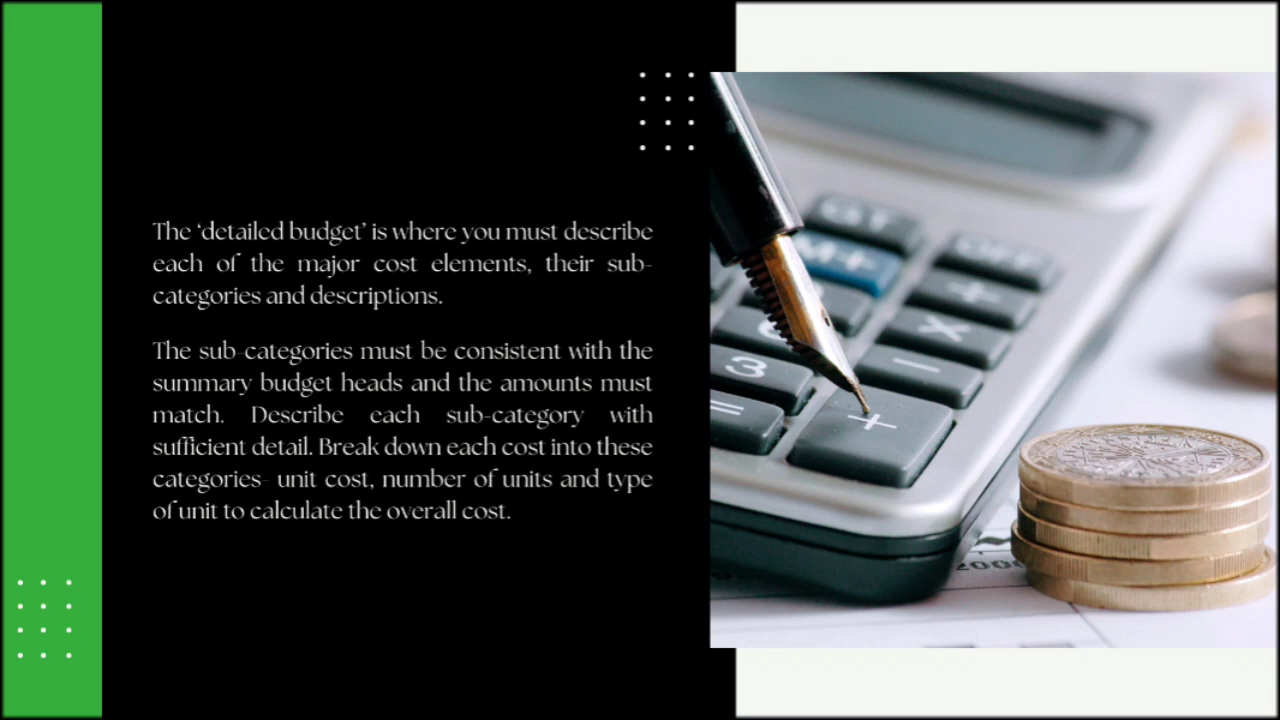 The ‘detailed budget’ is where you must describe
each of the major cost elements, their sub-
categories and descriptions.
The sub-categories must be consistent with the
summary budget heads and the amounts must
match. Describe each sub-category with
sufficient detail. Break down each cost into these
categories- unit cost, number of units and type
of unit to calculate the overall cost.
GT
M+
OFF
÷
×
3
−
=
+